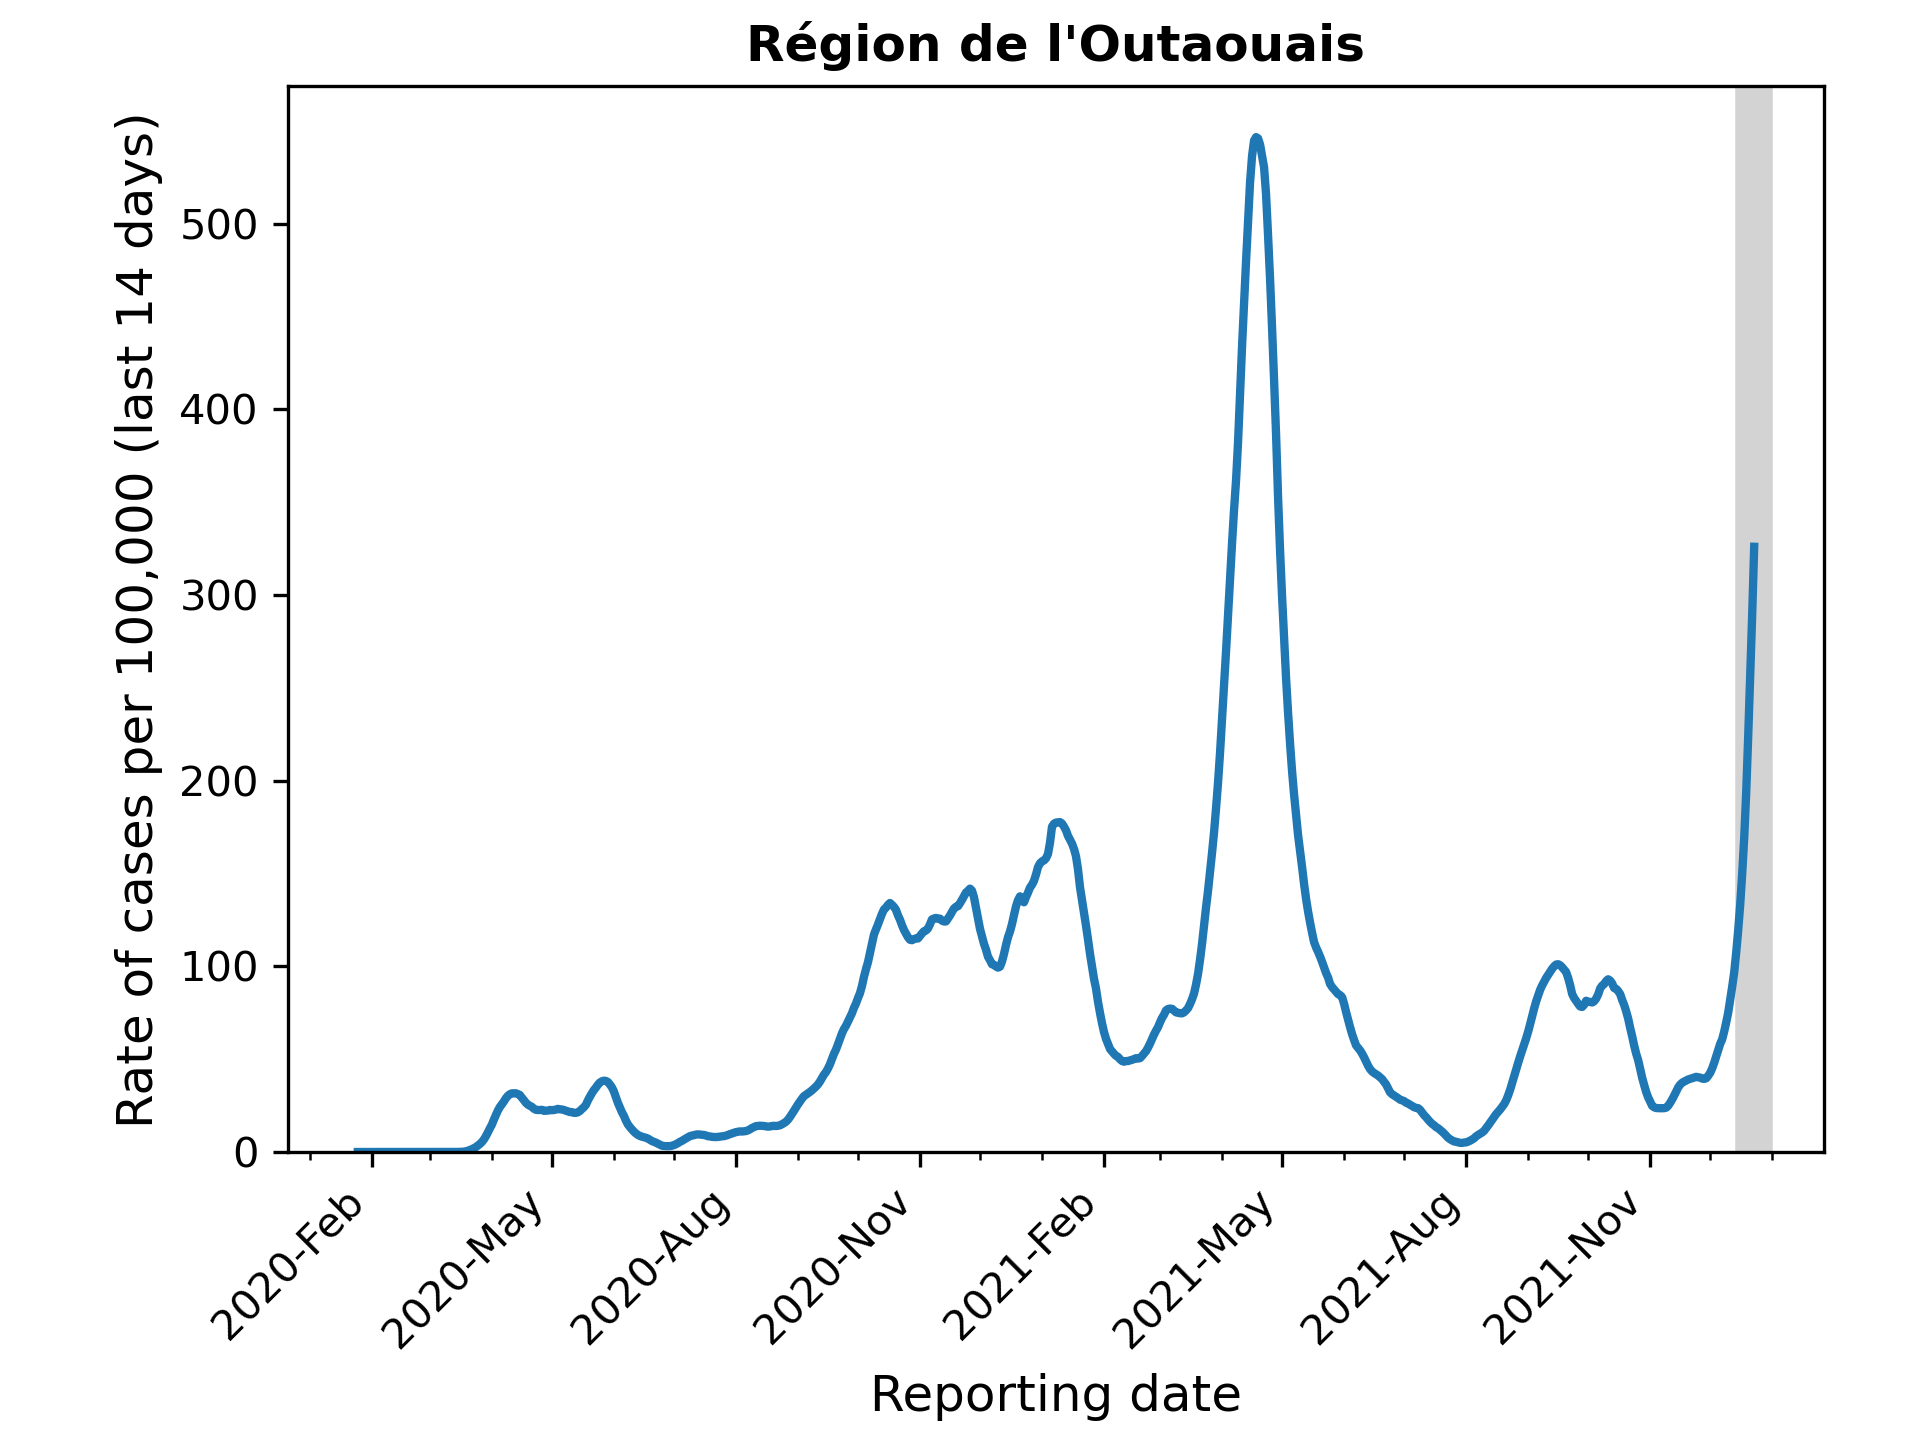 Région de l'Outaouais
Rate of cases per 100,000 (last 14 days)
500
400
300
200
100
0
2020-Feb
2020-May
2020-Aug
2020-Nov
2021-Feb
2021-May
2021-Aug
2021-Nov
Reporting date